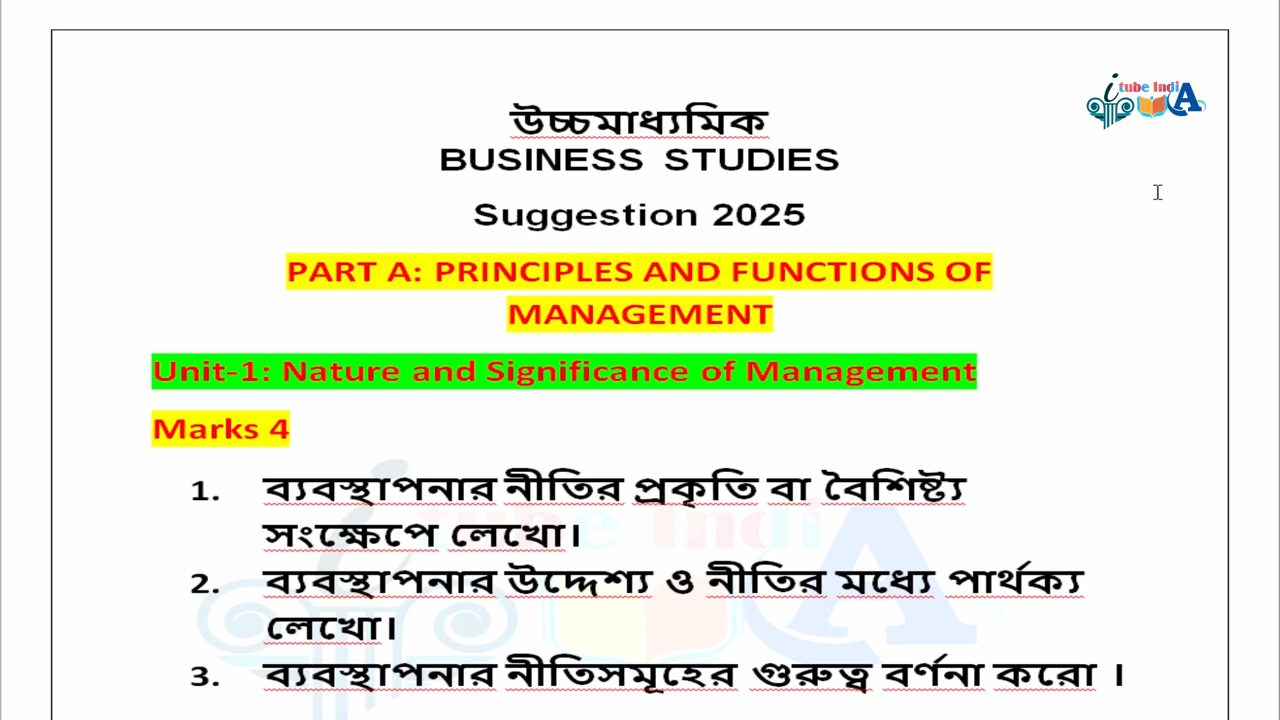 i tube IndiA
উচ্চমাধ্যমিক
BUSINESS STUDIES
Suggestion 2025
PART A: PRINCIPLES AND FUNCTIONS OF
MANAGEMENT
Unit-1: Nature and Significance of Management
Marks 4
1. ব্যবস্থাপনার নীতির প্রকৃতি বা বৈশিষ্ট্য
সংক্ষেপে লেখো।
2. ব্যবস্থাপনার উদ্দেশ্য ও নীতির মধ্যে পার্থক্য
লেখো।
3. ব্যবস্থাপনার নীতিসমূহের গুরুত্ব বর্ণনা করো ।